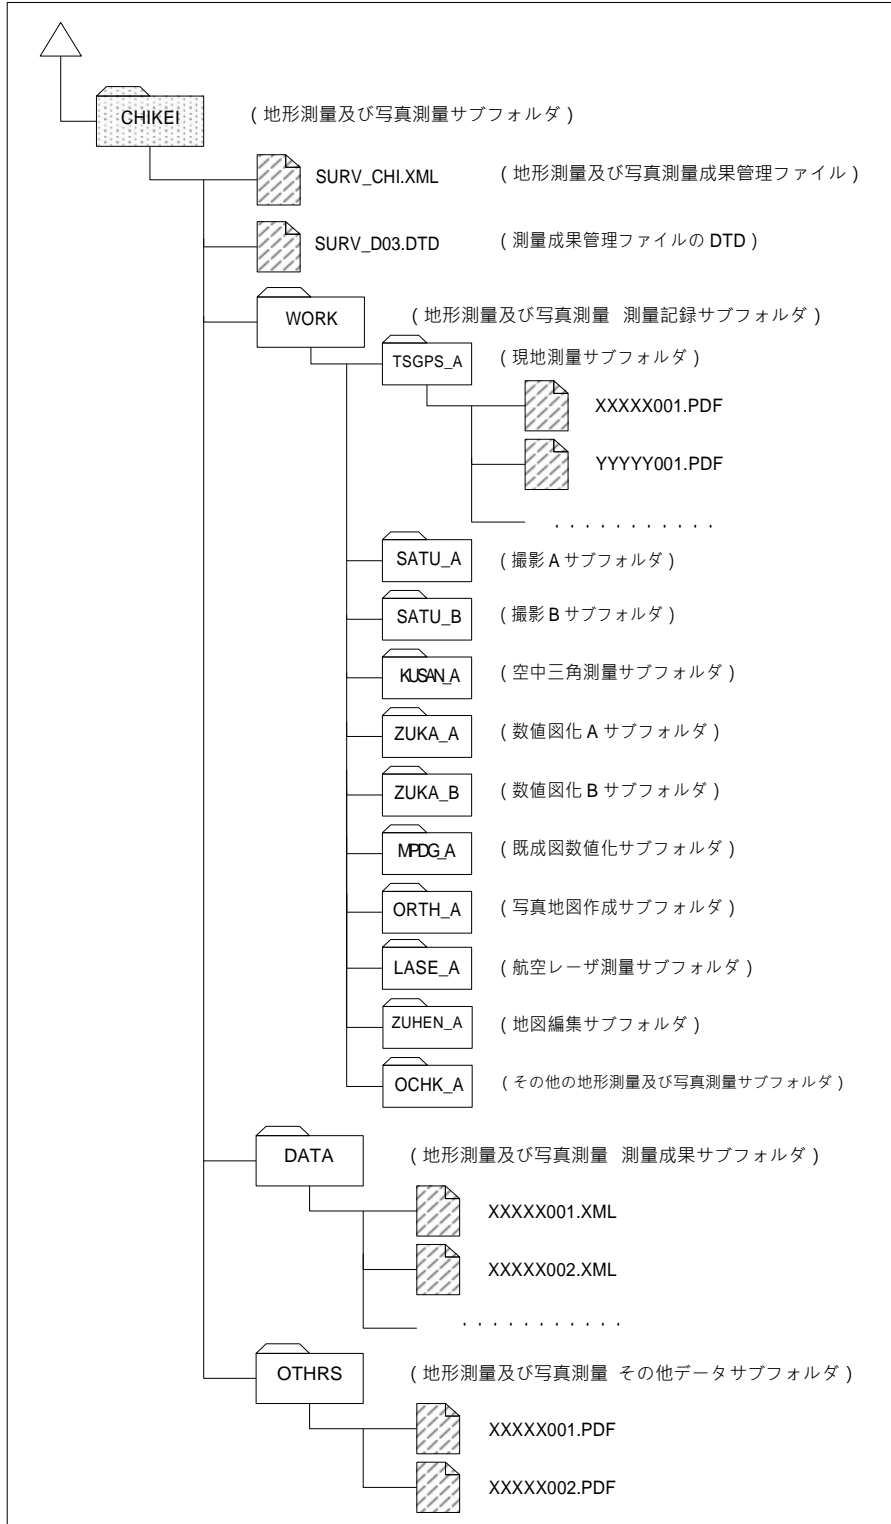 CHIKEI (地形測量及び写真測量サブフォルダ)
SURV_CHI.XML (地形測量及び写真測量成果管理ファイル)
SURV_D03.DTD (測量成果管理ファイルの DTD)
WORK (地形測量及び写真測量 測量記録サブフォルダ)
TSGPS_A (現地測量サブフォルダ)
XXXXX001.PDF
YYYYY001.PDF
. . . . . . . . . . .
SATU_A (撮影 A サブフォルダ)
SATU_B (撮影 B サブフォルダ)
KUSAN_A (空中三角測量サブフォルダ)
ZUKA_A (数値図化 A サブフォルダ)
ZUKA_B (数値図化 B サブフォルダ)
MPDG_A (既成図数値化サブフォルダ)
ORTH_A (写真地図作成サブフォルダ)
LASE_A (航空レーザ測量サブフォルダ)
ZUHEN_A (地図編集サブフォルダ)
OCHK_A (その他の地形測量及び写真測量サブフォルダ)
DATA (地形測量及び写真測量 測量成果サブフォルダ)
XXXXX001.XML
XXXXX002.XML
. . . . . . . . . . .
OTHRS (地形測量及び写真測量 その他データサブフォルダ)
XXXXX001.PDF
XXXXX002.PDF